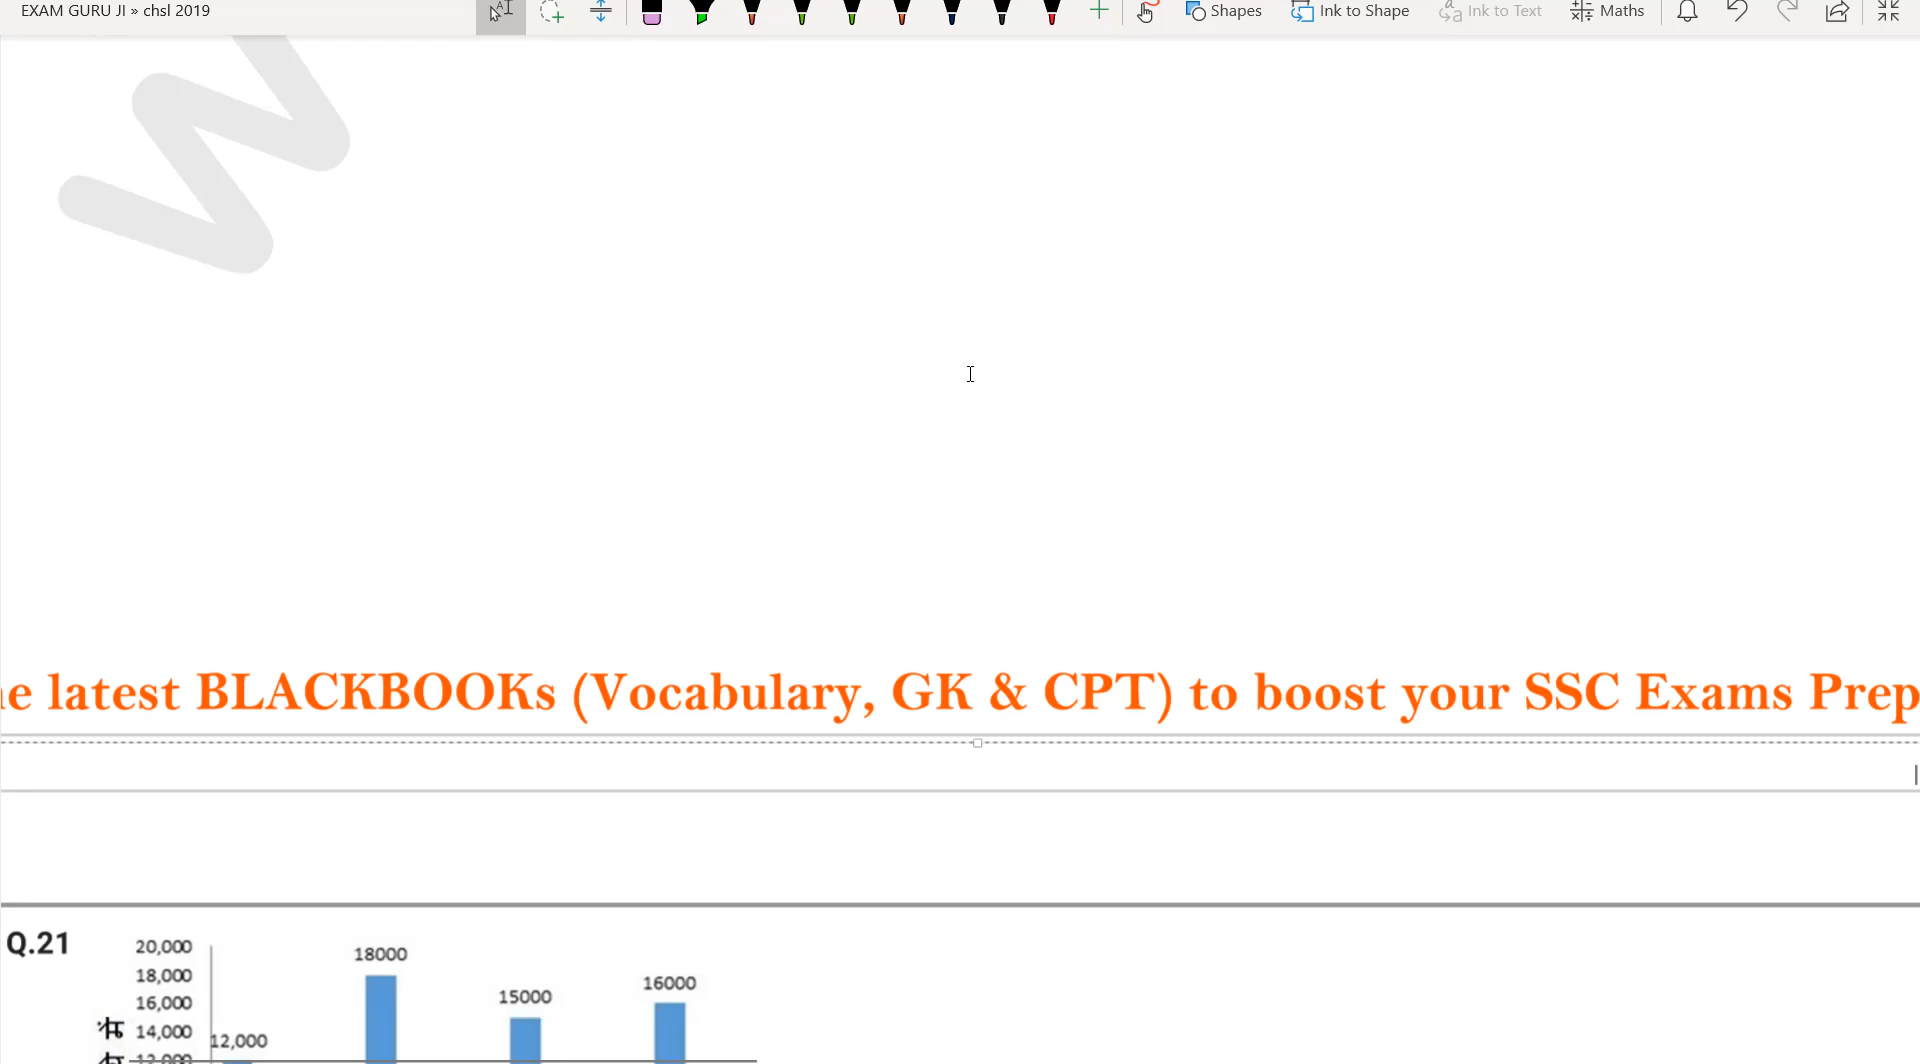 EXAM GURU JI » chsl 2019
Shapes
Ink to Shape
Ink to Text
Maths
W
latest BLACKBOOKs (Vocabulary, GK & CPT) to boost your SSC Exams Prep
Q.21
20,000
18000
18,000
16000
15000
16,000
14,000
12,000